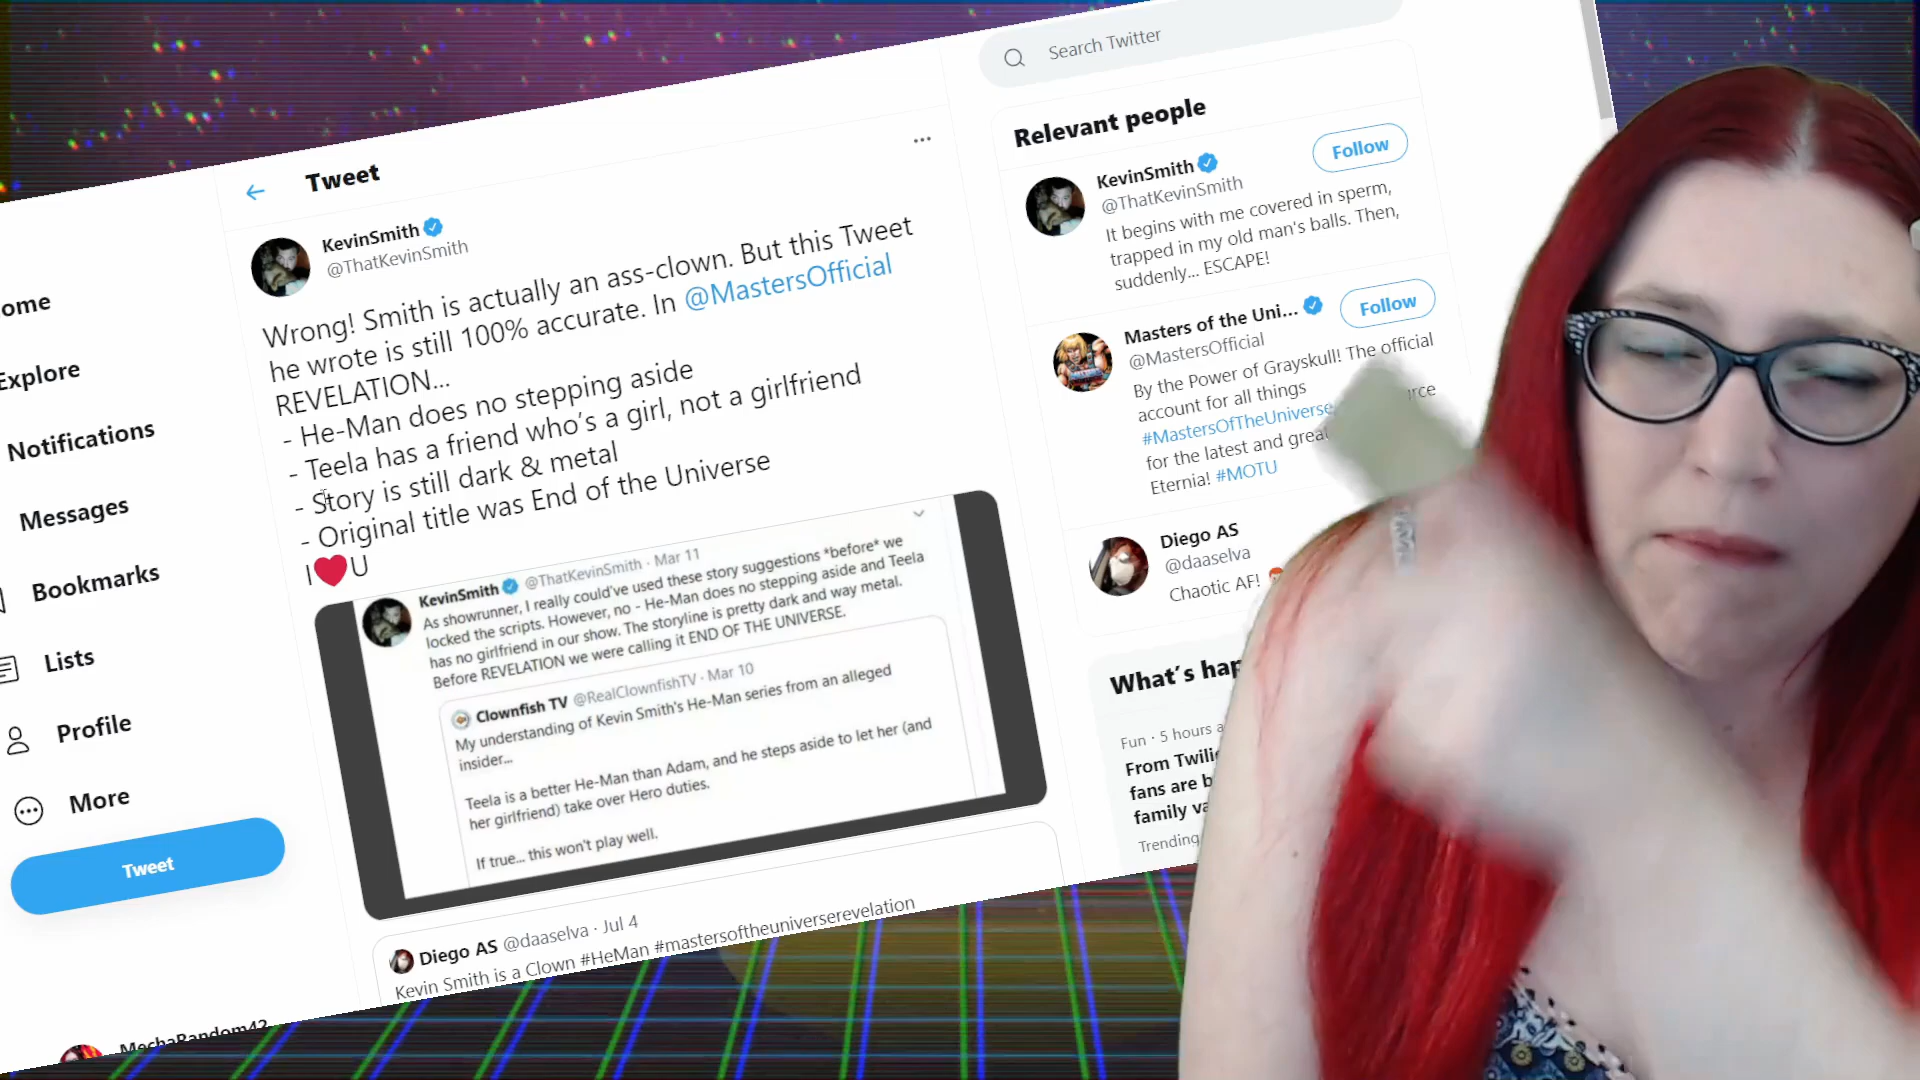 Search Twitter
Tweet
Relevant people
ome
Explore
Notifications
Messages
Bookmarks
Lists
Profile
More
Tweet
KevinSmith
@ThatKevinSmith
Wrong! Smith is actually an ass-clown. But this Tweet
he wrote is still 100% accurate. In @MastersOfficial
REVELATION...
- He-Man does no stepping aside
- Teela has a friend who's a girl, not a girlfriend
- Story is still dark & metal
- Original title was End of the Universe
I❤️U
KevinSmith @ThatKevinSmith · Mar 11
As showrunner, I really could've used these story suggestions *before* we
locked the scripts. However, no - He-Man does no stepping aside and Teela
has no girlfriend in our show. The storyline is pretty dark and way metal.
Before REVELATION we were calling it END OF THE UNIVERSE.
Clownfish TV @RealClownfishTV · Mar 10
My understanding of Kevin Smith's He-Man series from an alleged
insider...
Teela is a better He-Man than Adam, and he steps aside to let her (and
her girlfriend) take over Hero duties.
If true... this won't play well.
Diego AS @daaselva · Jul 4
Kevin Smith is a Clown #HeMan #mastersoftheuniverserevelation
KevinSmith
@ThatKevinSmith
Follow
It begins with me covered in sperm,
trapped in my old man's balls. Then,
suddenly... ESCAPE!
Masters of the Uni...
@MastersOfficial
Follow
By the Power of Grayskull! The official
account for all things
#MastersOfTheUniverse rce
for the latest and grea
Eternia! #MOTU
Diego AS
@daaselva
Chaotic AF!
What's hap
Fun · 5 hours a
From Twili
fans are b
family va
Trending
MechaRandom42